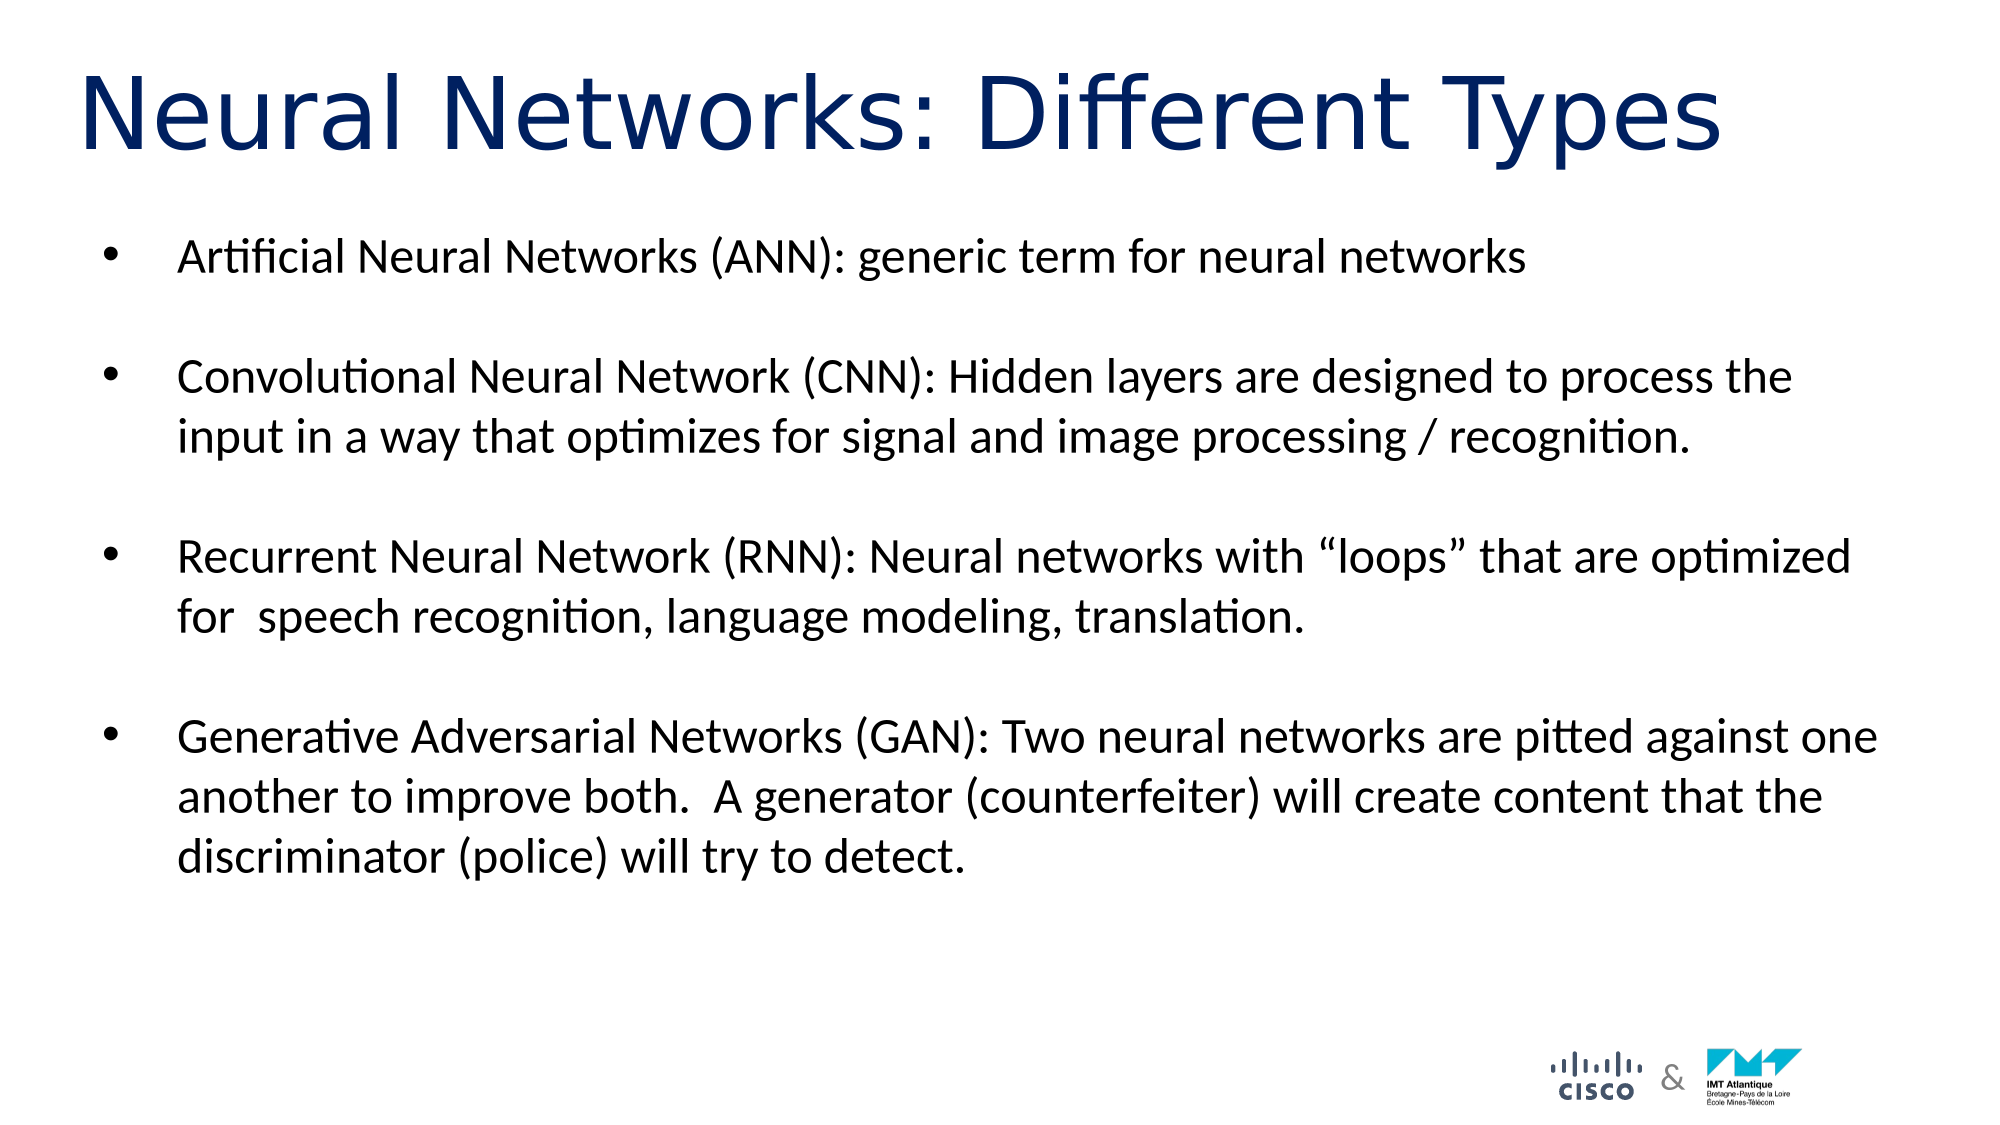 Neural Networks: Different Types
• Artificial Neural Networks (ANN): generic term for neural networks
• Convolutional Neural Network (CNN): Hidden layers are designed to process the
input in a way that optimizes for signal and image processing / recognition.
• Recurrent Neural Network (RNN): Neural networks with “loops” that are optimized
for  speech recognition, language modeling, translation.
• Generative Adversarial Networks (GAN): Two neural networks are pitted against one
another to improve both.  A generator (counterfeiter) will create content that the
discriminator (police) will try to detect.
CISCO & IMT Atlantique
Bretagne-Pays de la Loire
École Mines-Télécom